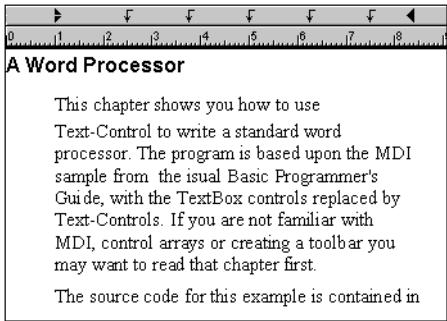 0 1 2 3 4 5 6 7 8
A Word Processor
This chapter shows you how to use
Text-Control to write a standard word
processor. The program is based upon the MDI
sample from the isual Basic Programmer's
Guide, with the TextBox controls replaced by
Text-Controls. If you are not familiar with
MDI, control arrays or creating a toolbar you
may want to read that chapter first.
The source code for this example is contained in